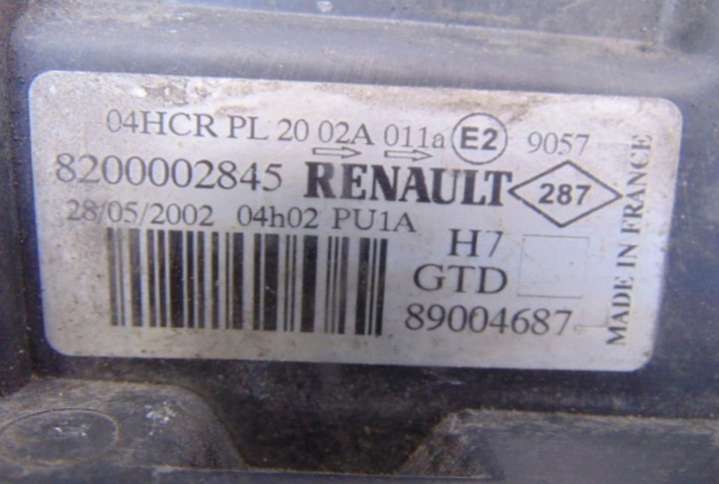 04HCR PL 20 02A 011a E2 9057
8200002845 RENAULT 287
28/05/2002 04h02 PU1A
H7
GTD
89004687
MADE IN FRANCE